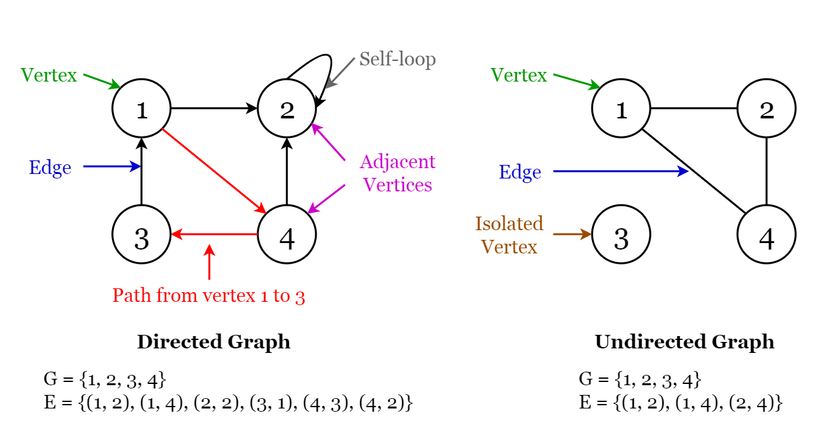 Self-loop
Vertex
1
2
Edge
Adjacent
Vertices
3
4
Path from vertex 1 to 3
Directed Graph
G = {1, 2, 3, 4}
E = {(1, 2), (1, 4), (2, 2), (3, 1), (4, 3), (4, 2)}
Vertex
1
2
Edge
Isolated
Vertex
3
4
Undirected Graph
G = {1, 2, 3, 4}
E = {(1, 2), (1, 4), (2, 4)}